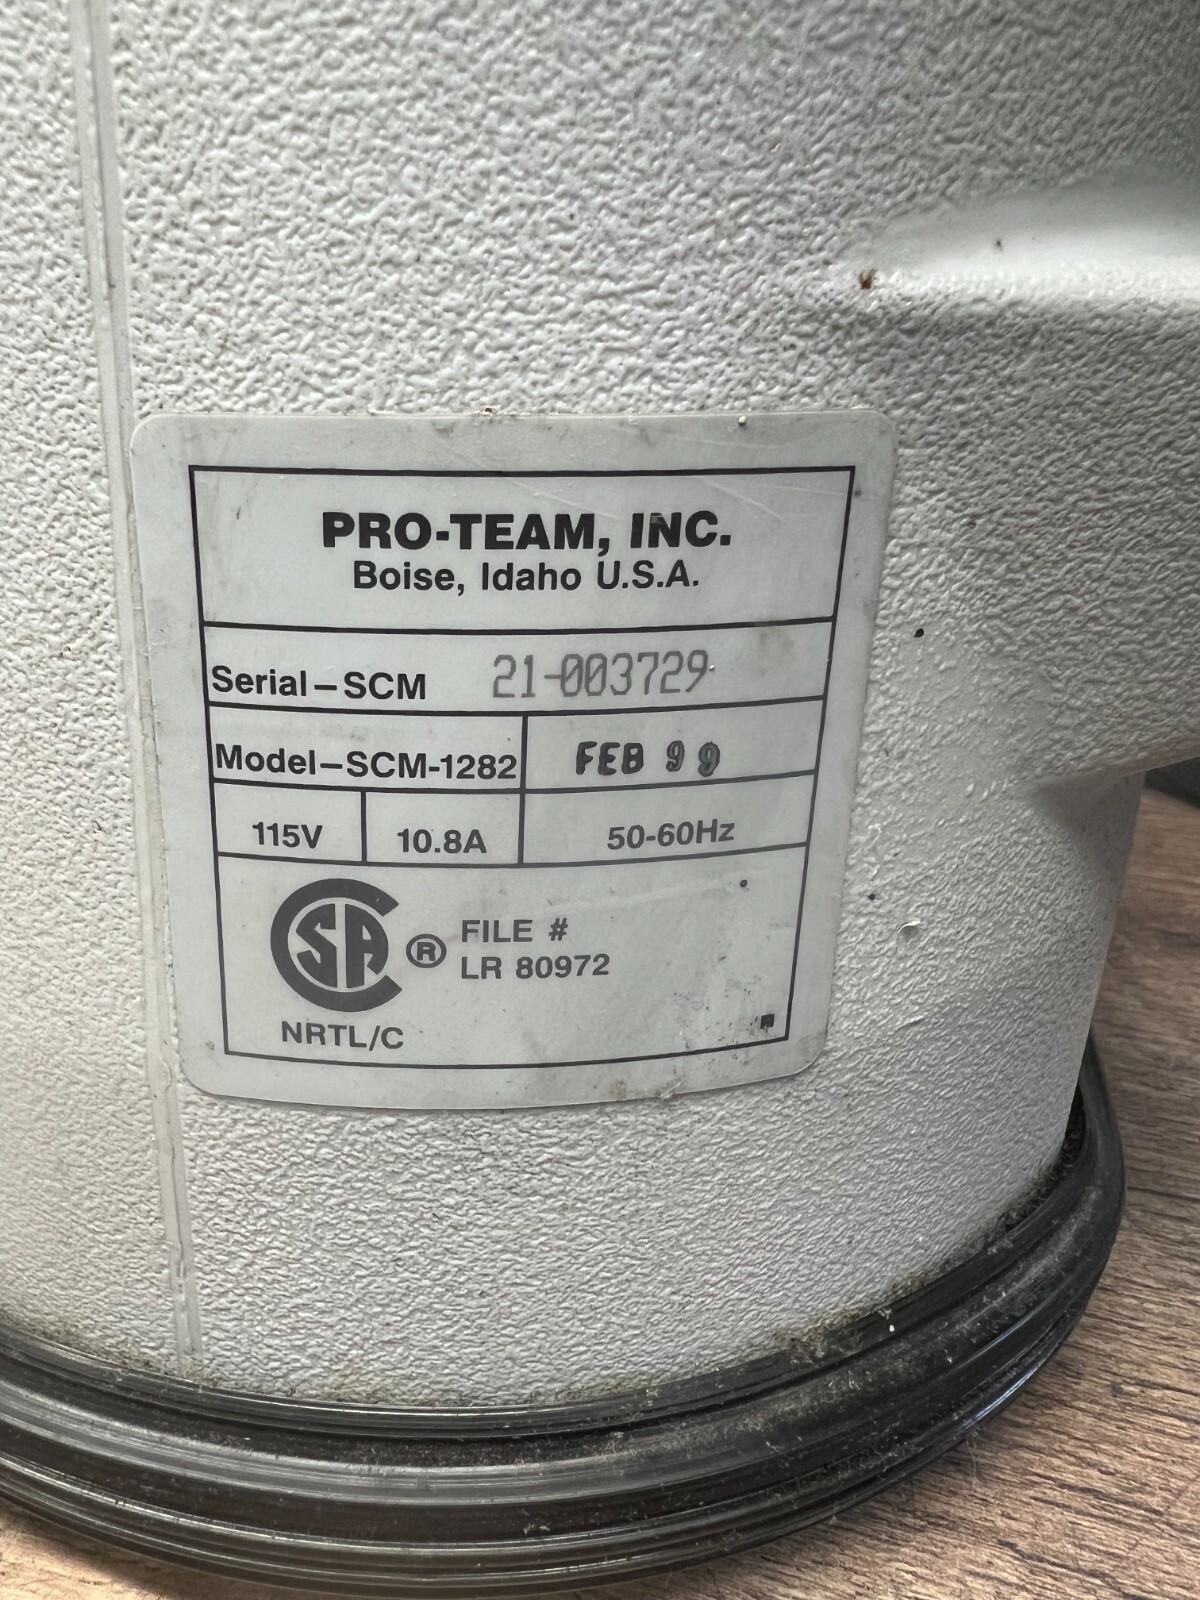 PRO-TEAM, INC.
Boise, Idaho U.S.A.
Serial–SCM 21-003729
Model–SCM-1282 FEB 99
115V 10.8A 50-60Hz
SA ® FILE #
LR 80972
NRTL/C